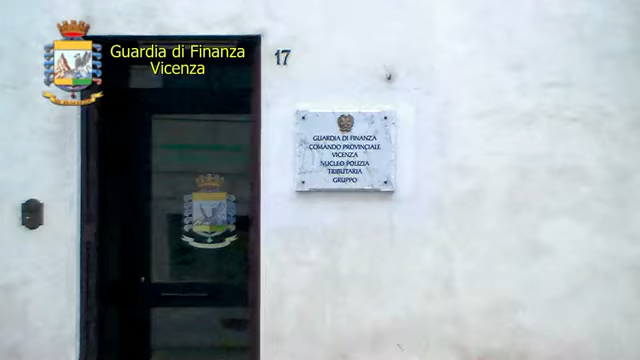 Guardia di Finanza
Vicenza
17
GUARDIA DI FINANZA
COMANDO PROVINCIALE
VICENZA
NUCLEO POLIZIA
TRIBUTARIA
GRUPPO